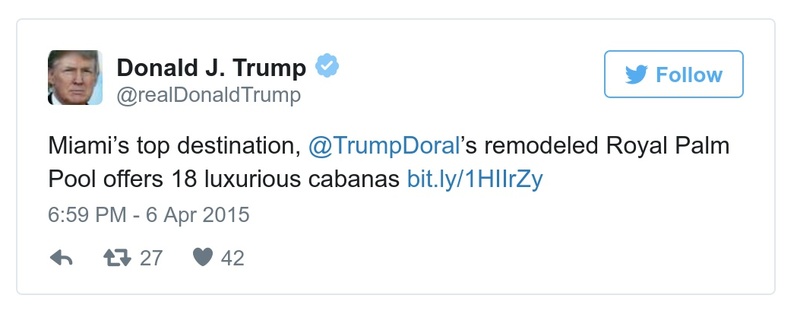 Donald J. Trump
@realDonaldTrump
Follow
Miami’s top destination, @TrumpDoral’s remodeled Royal Palm
Pool offers 18 luxurious cabanas bit.ly/1HIIrZy
6:59 PM - 6 Apr 2015
27 42